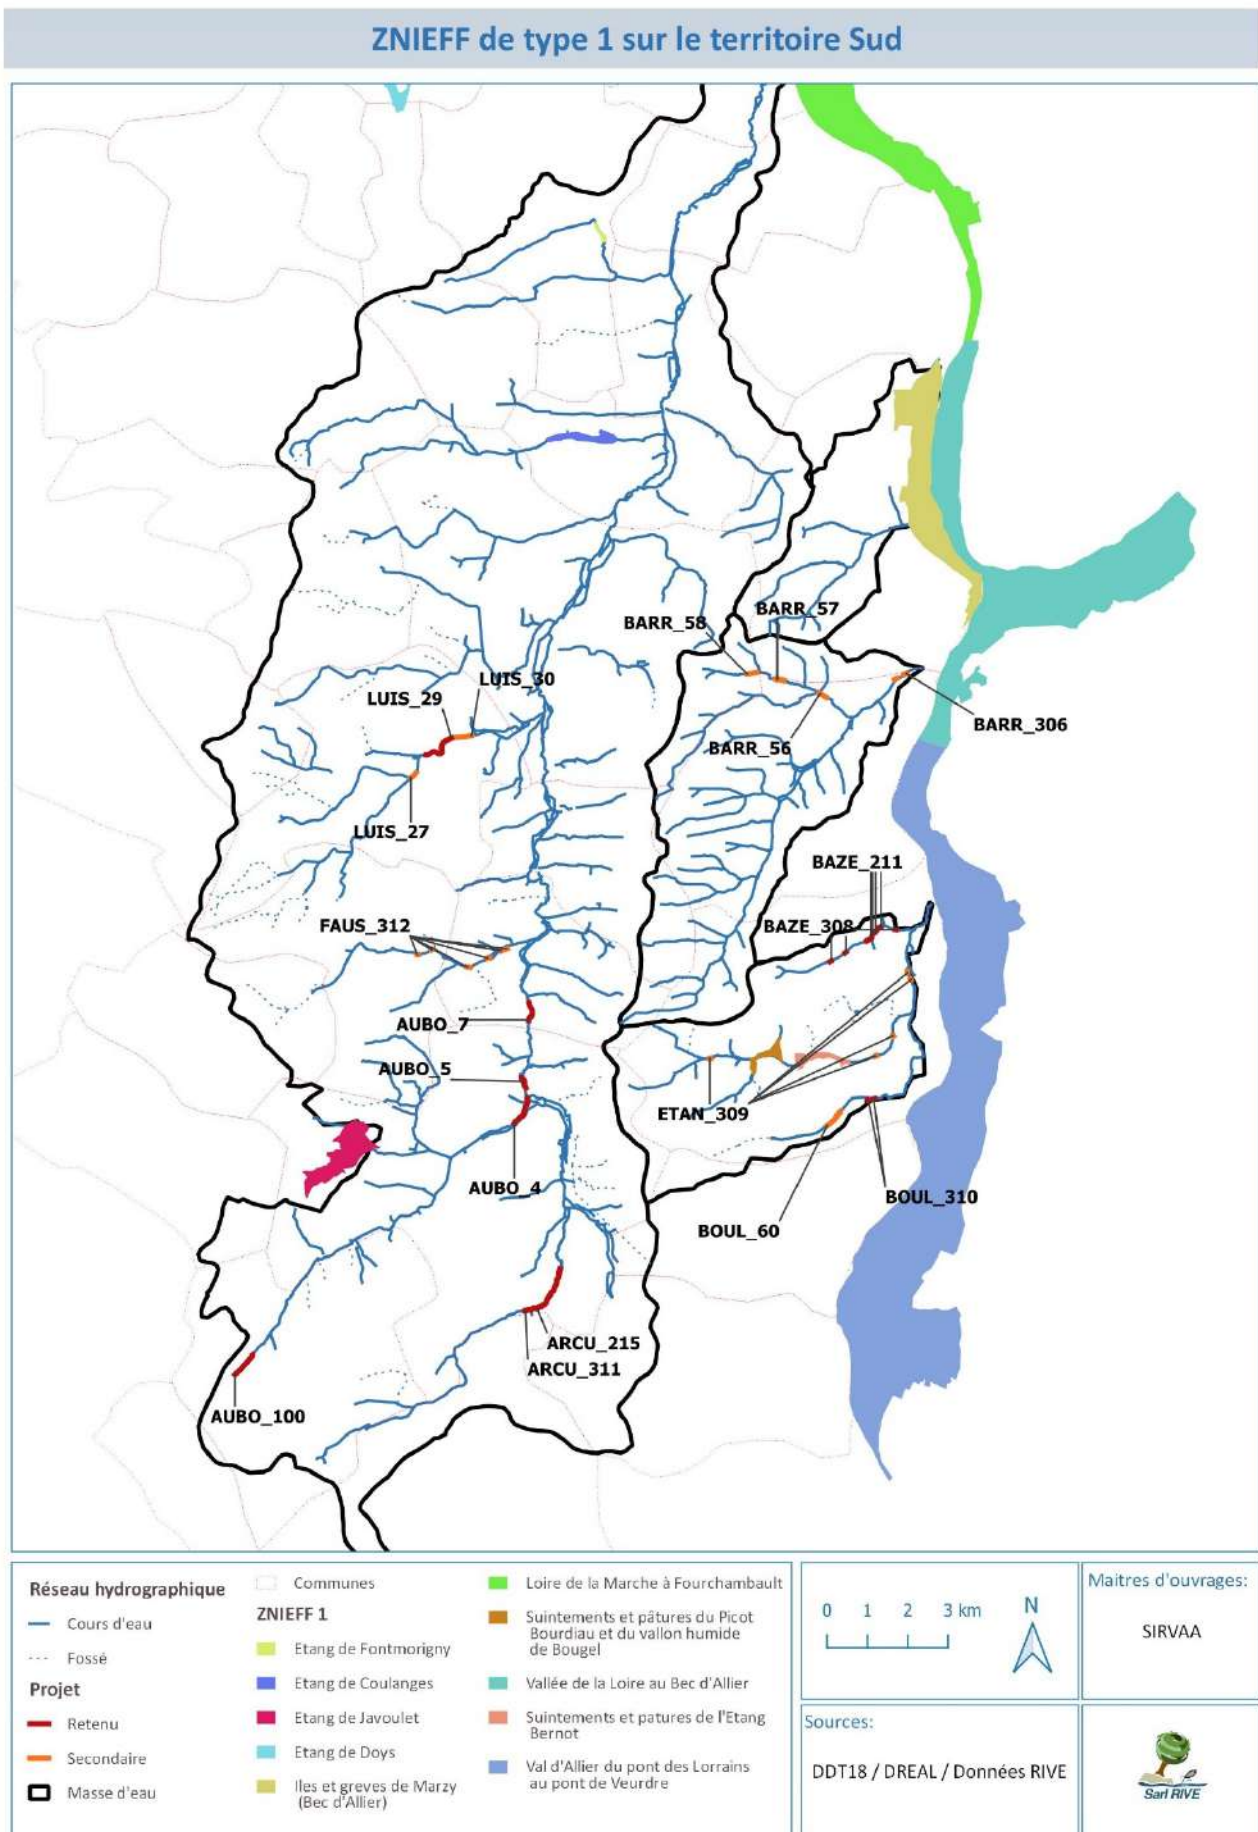 ZNIEFF de type 1 sur le territoire Sud
BARR_57
BARR_58
LUIS_30
LUIS_29
BARR_306
BARR_56
LUIS_27
BAZE_211
FAUS_312
BAZE_308
AUBO_7
AUBO_5
ETAN_309
AUBO_4
BOUL_310
BOUL_60
ARCU_215
ARCU_311
AUBO_100
Réseau hydrographique
Cours d'eau
Fossé
Projet
Retenu
Secondaire
Masse d'eau
Communes
ZNIEFF 1
Etang de Fontmorigny
Etang de Coulanges
Etang de Javoulet
Etang de Doys
Iles et greves de Marzy
(Bec d'Allier)
Loire de la Marche à Fourchambault
Suintements et pâtures du Picot
Bourdiau et du vallon humide
de Bougel
Vallée de la Loire au Bec d'Allier
Suintements et patures de l'Etang
Bernot
Val d'Allier du pont des Lorrains
au pont de Veurdre
0 1 2 3 km
N
Maitres d'ouvrages:
SIRVAA
Sources:
DDT18 / DREAL / Données RIVE
Sarl RIVE